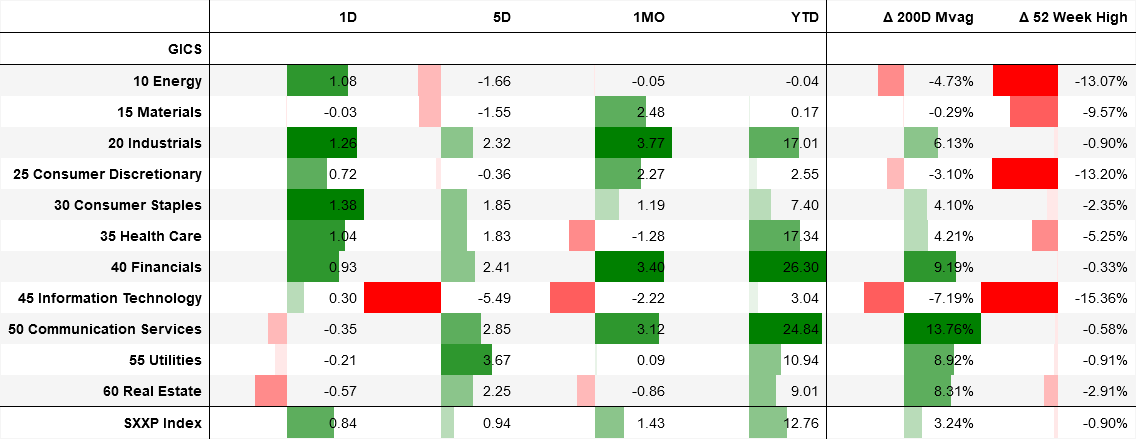 1D 5D 1MO YTD Δ 200D Mvag Δ 52 Week High
GICS
10 Energy 1.08 -1.66 -0.05 -0.04 -4.73% -13.07%
15 Materials -0.03 -1.55 2.48 0.17 -0.29% -9.57%
20 Industrials 1.26 2.32 3.77 17.01 6.13% -0.90%
25 Consumer Discretionary 0.72 -0.36 2.27 2.55 -3.10% -13.20%
30 Consumer Staples 1.38 1.85 1.19 7.40 4.10% -2.35%
35 Health Care 1.04 1.83 -1.28 17.34 4.21% -5.25%
40 Financials 0.93 2.41 3.40 26.30 9.19% -0.33%
45 Information Technology 0.30 -5.49 -2.22 3.04 -7.19% -15.36%
50 Communication Services -0.35 2.85 3.12 24.84 13.76% -0.58%
55 Utilities -0.21 3.67 0.09 10.94 8.92% -0.91%
60 Real Estate -0.57 2.25 -0.86 9.01 8.31% -2.91%
SXXP Index 0.84 0.94 1.43 12.76 3.24% -0.90%